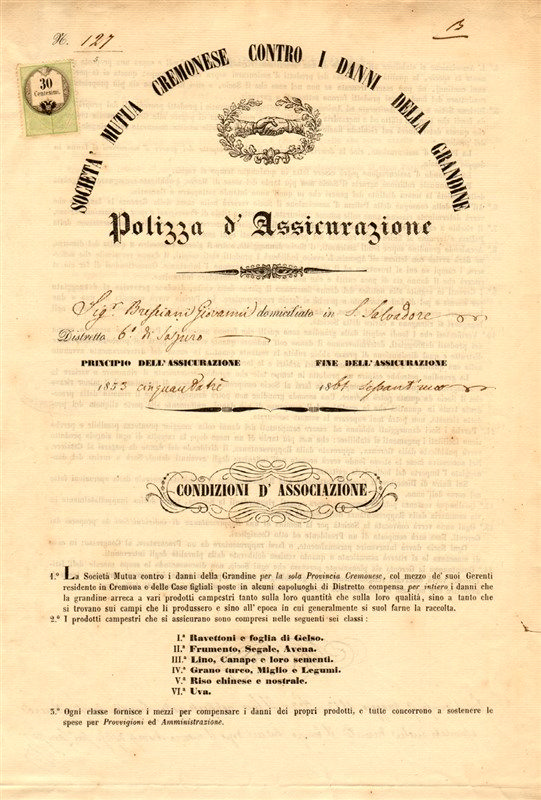 N. 127
B
30
Centesimi
SOCIETA' MUTUA CREMONESE CONTRO I DANNI DELLA GRANDINE
Polizza d'Assicurazione
Sig.r Bresciani Giovanni domiciliato in S. Salvadore
Distretto 6.º di
PRINCIPIO DELL'ASSICURAZIONE FINE DELL'ASSICURAZIONE
1853 cinquantatrè 1861 sessant'uno
CONDIZIONI D'ASSOCIAZIONE
1.º La Società Mutua contro i danni della Grandine per la sola Provincia Cremonese, col mezzo de' suoi Gerenti
residente in Cremona e delle Case figliali poste in alcuni capoluoghi di Distretto compensa per intiero i danni che
la grandine arreca a vari prodotti campestri tanto sulla loro quantità che sulla loro qualità, sino a tanto che
si trovano sui campi che li produssero e sino all'epoca in cui generalmente si suol farne la raccolta.
2.º I prodotti campestri che si assicurano sono compresi nelle seguenti sei classi:
I.ª Ravettoni e foglia di Gelso.
II.ª Frumento, Segale, Avena.
III.ª Lino, Canape e loro sementi.
IV.ª Grano turco, Miglio e Legumi.
V.ª Riso chinese e nostrale.
VI.ª Uva.
3.º Ogni classe fornisce i mezzi per compensare i danni dei propri prodotti, e tutte concorrono a sostenere le
spese per Provvigioni ed Amministrazione.